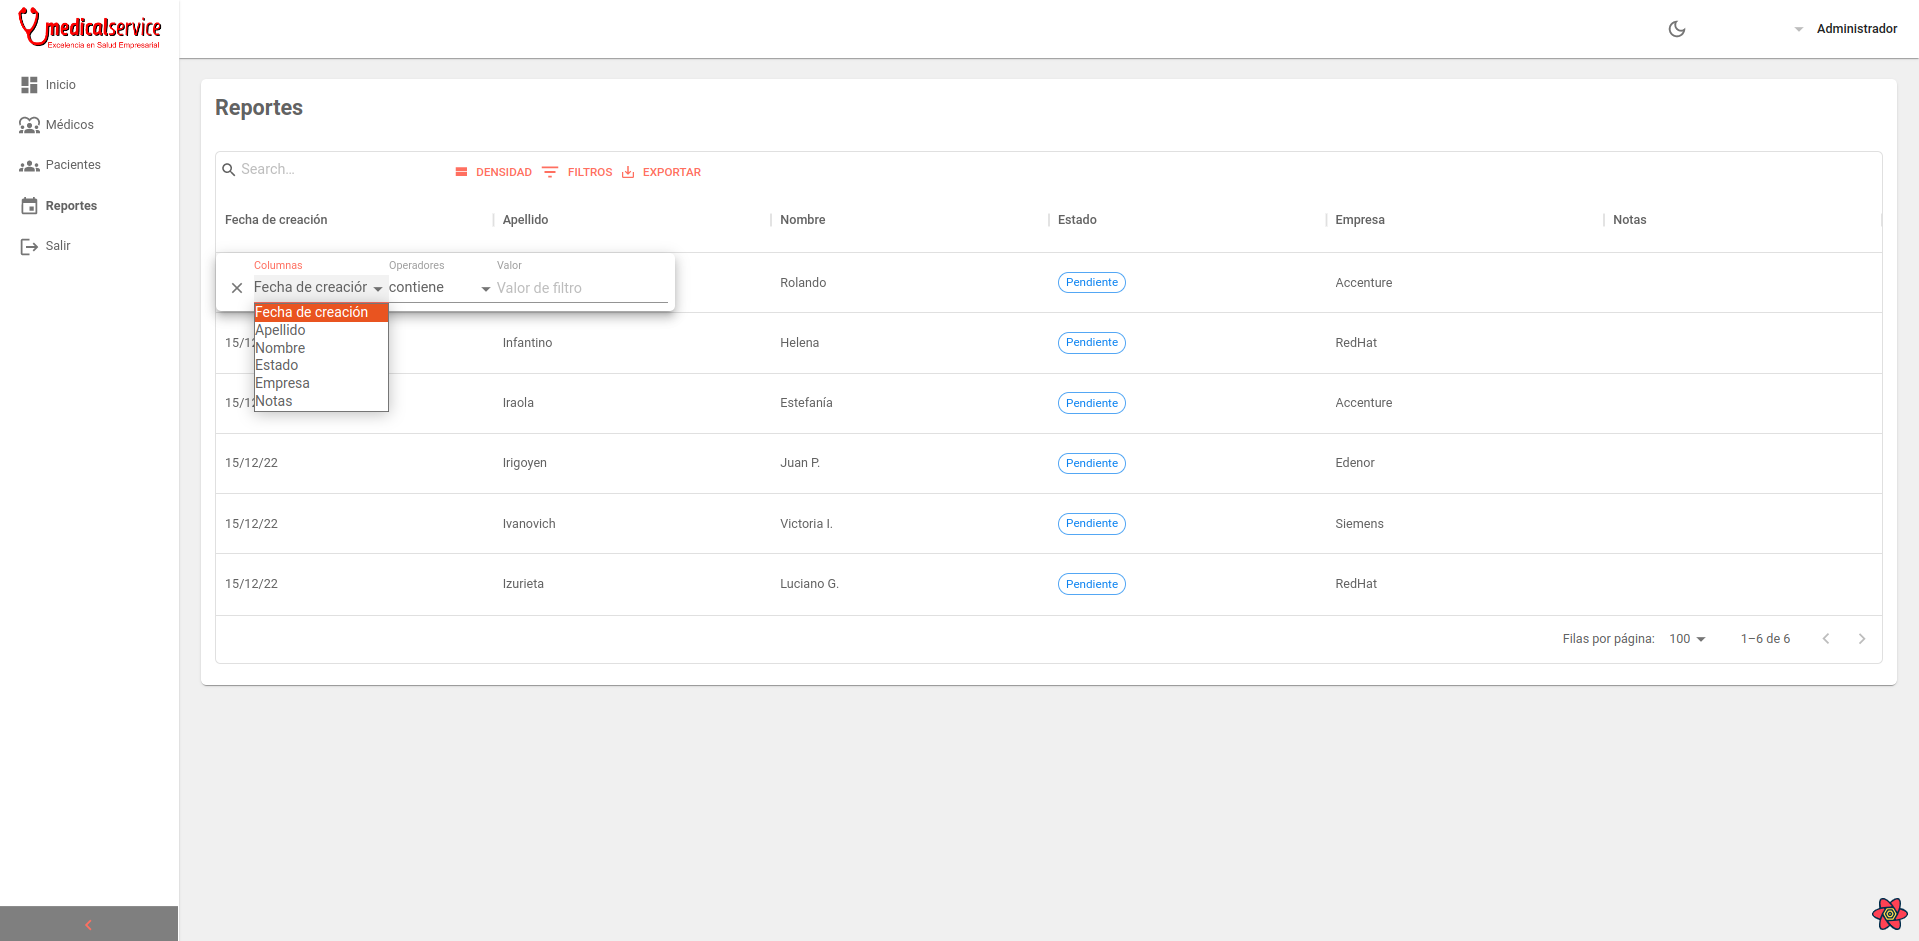 medicalservice
Excelencia en Salud Empresarial
Administrador
Inicio
Médicos
Pacientes
Reportes
Salir
Reportes
Search...
DENSIDAD FILTROS EXPORTAR
Fecha de creación Apellido Nombre Estado Empresa Notas
Columnas Operadores Valor
Fecha de creación contiene Valor de filtro
Rolando Pendiente Accenture
Fecha de creación
Apellido
Nombre
Estado
Empresa
Notas
15/12 Infantino Helena Pendiente RedHat
15/12 Iraola Estefanía Pendiente Accenture
15/12/22 Irigoyen Juan P. Pendiente Edenor
15/12/22 Ivanovich Victoria I. Pendiente Siemens
15/12/22 Izurieta Luciano G. Pendiente RedHat
Filas por página: 100 1–6 de 6